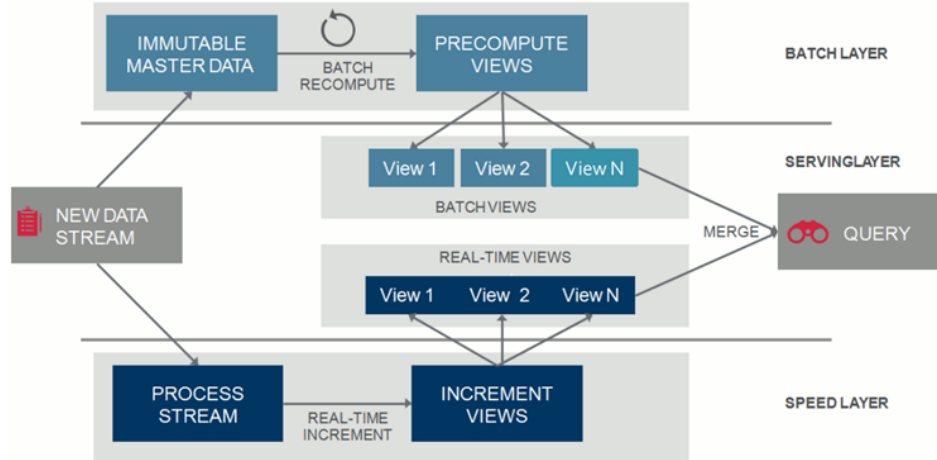 IMMUTABLE
MASTER DATA
BATCH
RECOMPUTE
PRECOMPUTE
VIEWS
BATCH LAYER
View 1
View 2
View N
BATCH VIEWS
SERVINGLAYER
NEW DATA
STREAM
MERGE
QUERY
REAL-TIME VIEWS
View 1
View 2
View N
PROCESS
STREAM
REAL-TIME
INCREMENT
INCREMENT
VIEWS
SPEED LAYER